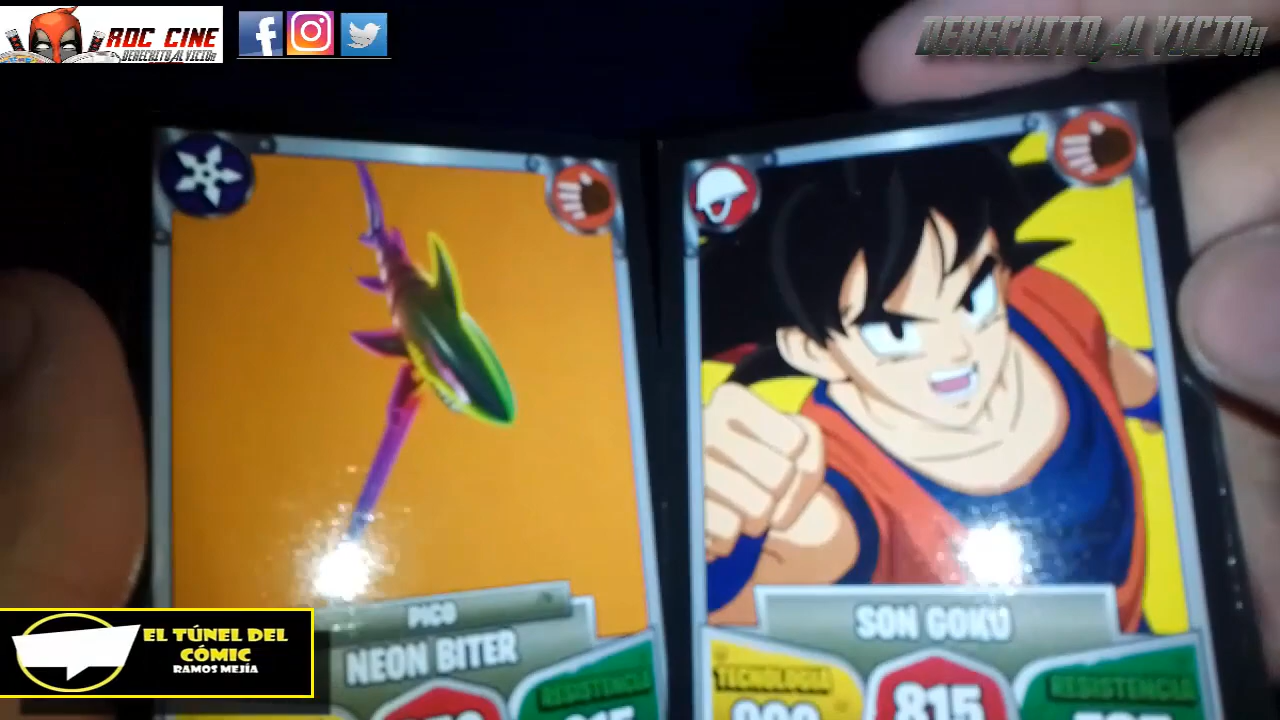 ROC CINE
DERECHITO AL VICIO!!
DERECHITO AL VICIO!!
PICO
NEON BITER
RESISTENCIA
SON GOKU
TECNOLOGIA
815
RESISTENCIA
EL TÚNEL DEL
CÓMIC
RAMOS MEJÍA